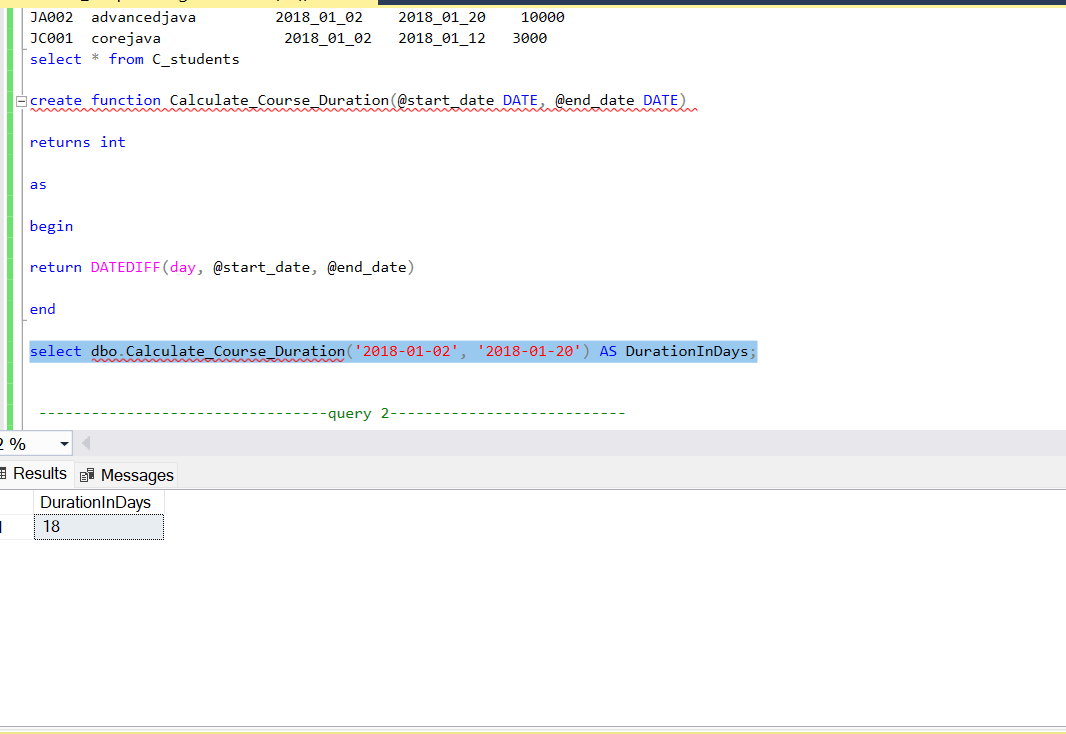 JA002 advancedjava 2018_01_02 2018_01_20 10000
JC001 corejava 2018_01_02 2018_01_12 3000
select * from C_students
create function Calculate_Course_Duration(@start_date DATE, @end_date DATE)
returns int
as
begin
return DATEDIFF(day, @start_date, @end_date)
end
select dbo.Calculate_Course_Duration('2018-01-02', '2018-01-20') AS DurationInDays;
---------------------------------query 2---------------------------
2 %
Results Messages
DurationInDays
18